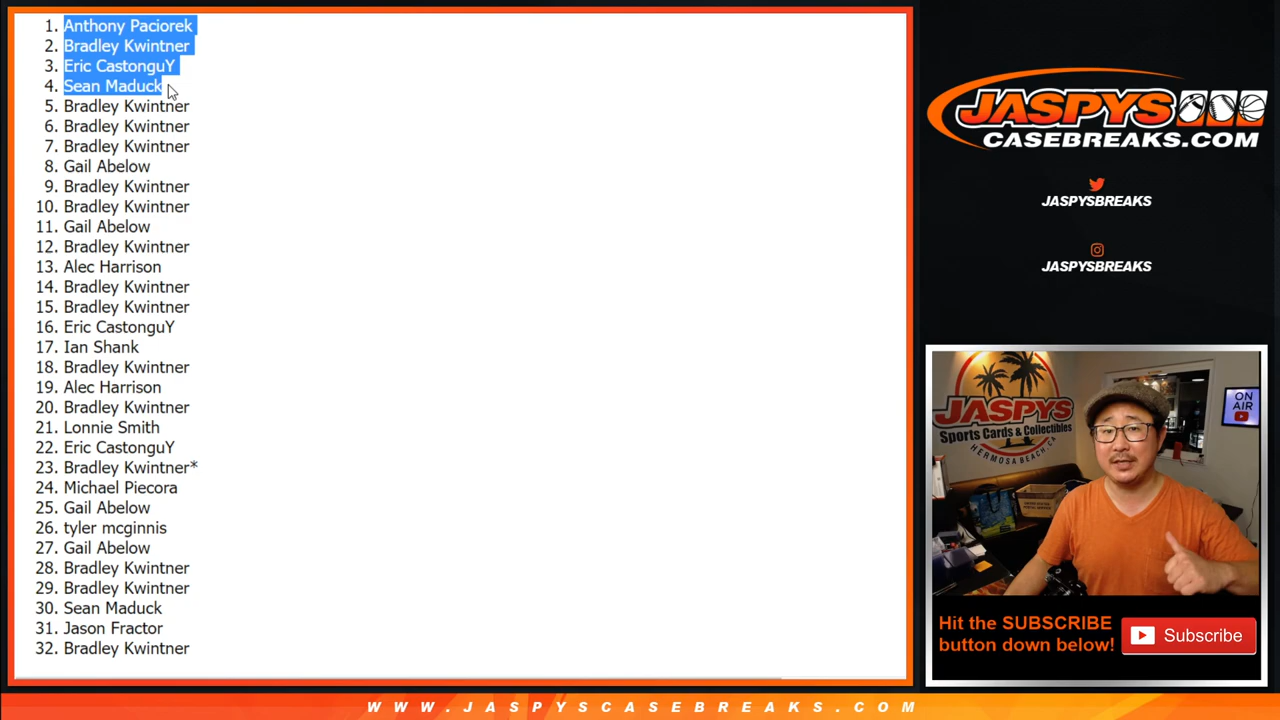 1. Anthony Paciorek
2. Bradley Kwintner
3. Eric CastonguY
4. Sean Maduck
5. Bradley Kwintner
6. Bradley Kwintner
7. Bradley Kwintner
8. Gail Abelow
9. Bradley Kwintner
10. Bradley Kwintner
11. Gail Abelow
12. Bradley Kwintner
13. Alec Harrison
14. Bradley Kwintner
15. Bradley Kwintner
16. Eric CastonguY
17. Ian Shank
18. Bradley Kwintner
19. Alec Harrison
20. Bradley Kwintner
21. Lonnie Smith
22. Eric CastonguY
23. Bradley Kwintner*
24. Michael Piecora
25. Gail Abelow
26. tyler mcginnis
27. Gail Abelow
28. Bradley Kwintner
29. Bradley Kwintner
30. Sean Maduck
31. Jason Fractor
32. Bradley Kwintner
JASPYS
CASEBREAKS.COM
JASPYSBREAKS
JASPYSBREAKS
JASPYS
Sports Cards & Collectibles
HERMOSA BEACH, CA
ON
AIR
Hit the SUBSCRIBE
button down below!
Subscribe
WWW.JASPYSCASEBREAKS.COM